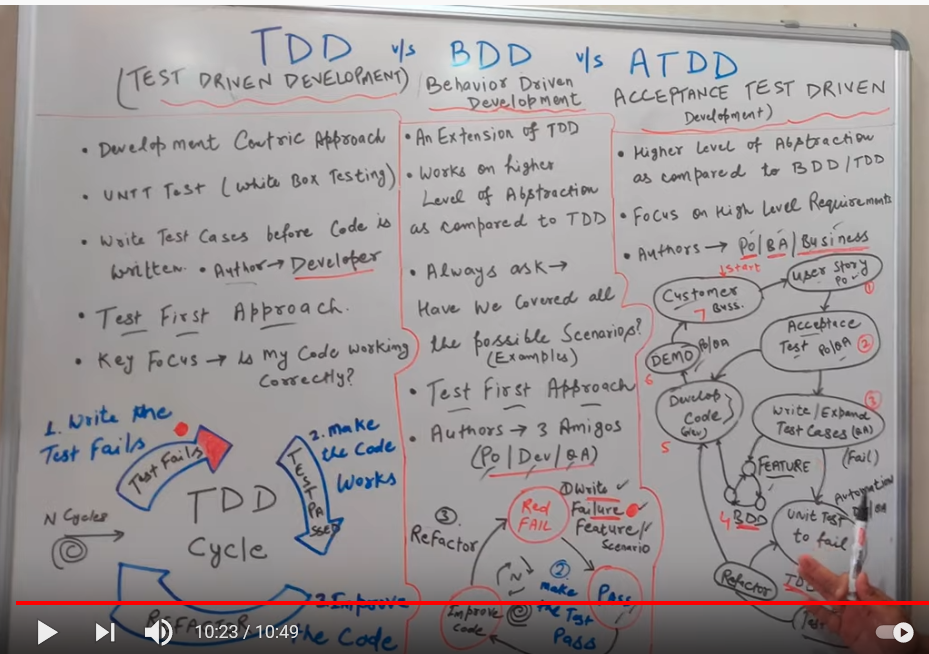 TDD v/s BDD v/s ATDD
(TEST DRIVEN DEVELOPMENT)
Behavior Driven
Development
ACCEPTANCE TEST DRIVEN
Development)
• Development Centric Approach
• UNIT Test (White Box Testing)
• Write Test Cases before Code is
written. • Author → Developer
• Test First Approach.
• Key Focus → Is my Code working
Correctly?
1. Write the
Test Fails
Test Fails
2. Make
the Code
Works
TEST PASSED
TDD
Cycle
N Cycles
REFACTOR
3. Improve
the Code
• An Extension of TDD
• Works on higher
Level of Abstraction
as compared to TDD
• Always ask →
Have We Covered all
the possible Scenarios?
(Examples)
• Test First Approach
• Authors → 3 Amigos
(PO/Dev/QA)
Red
FAIL
① Write
Failure
Feature/
Scenario
③
Refactor
N
②
make
the Test
Pass
Pass
Improve
Code
• Higher Level of Abstraction
as compared to BDD/TDD
• Focus on High Level Requirements
• Authors → PO/BA/Business
Start
Customer
Buss.
7
User Story
PO
①
Acceptace
Test PO/BA
②
DEMO
6
Develop
Code
(dev)
5
③
Write/Expand
Test Cases (QA)
(Fail)
FEATURE
4 BDD
Automation
Unit Test
to fail
Refactor
TDD
(Test
10:23 / 10:49